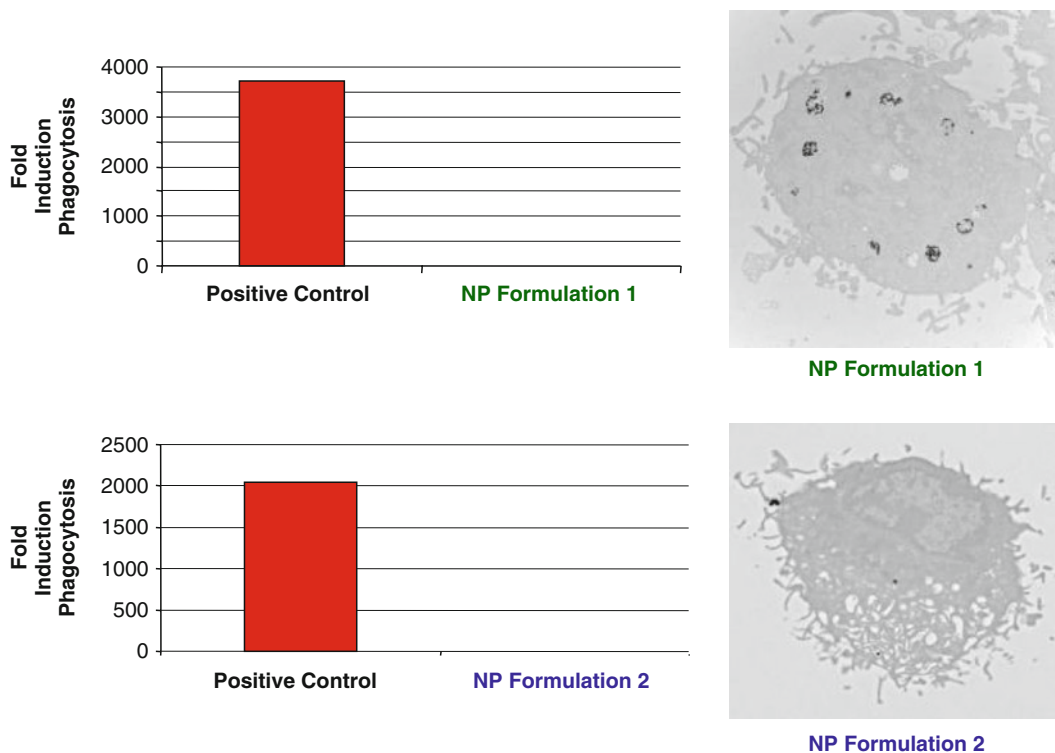 Fold
Induction
Phagocytosis
4000
3000
2000
1000
0
Positive Control
NP Formulation 1
NP Formulation 1
Fold
Induction
Phagocytosis
2500
2000
1500
1000
500
0
Positive Control
NP Formulation 2
NP Formulation 2